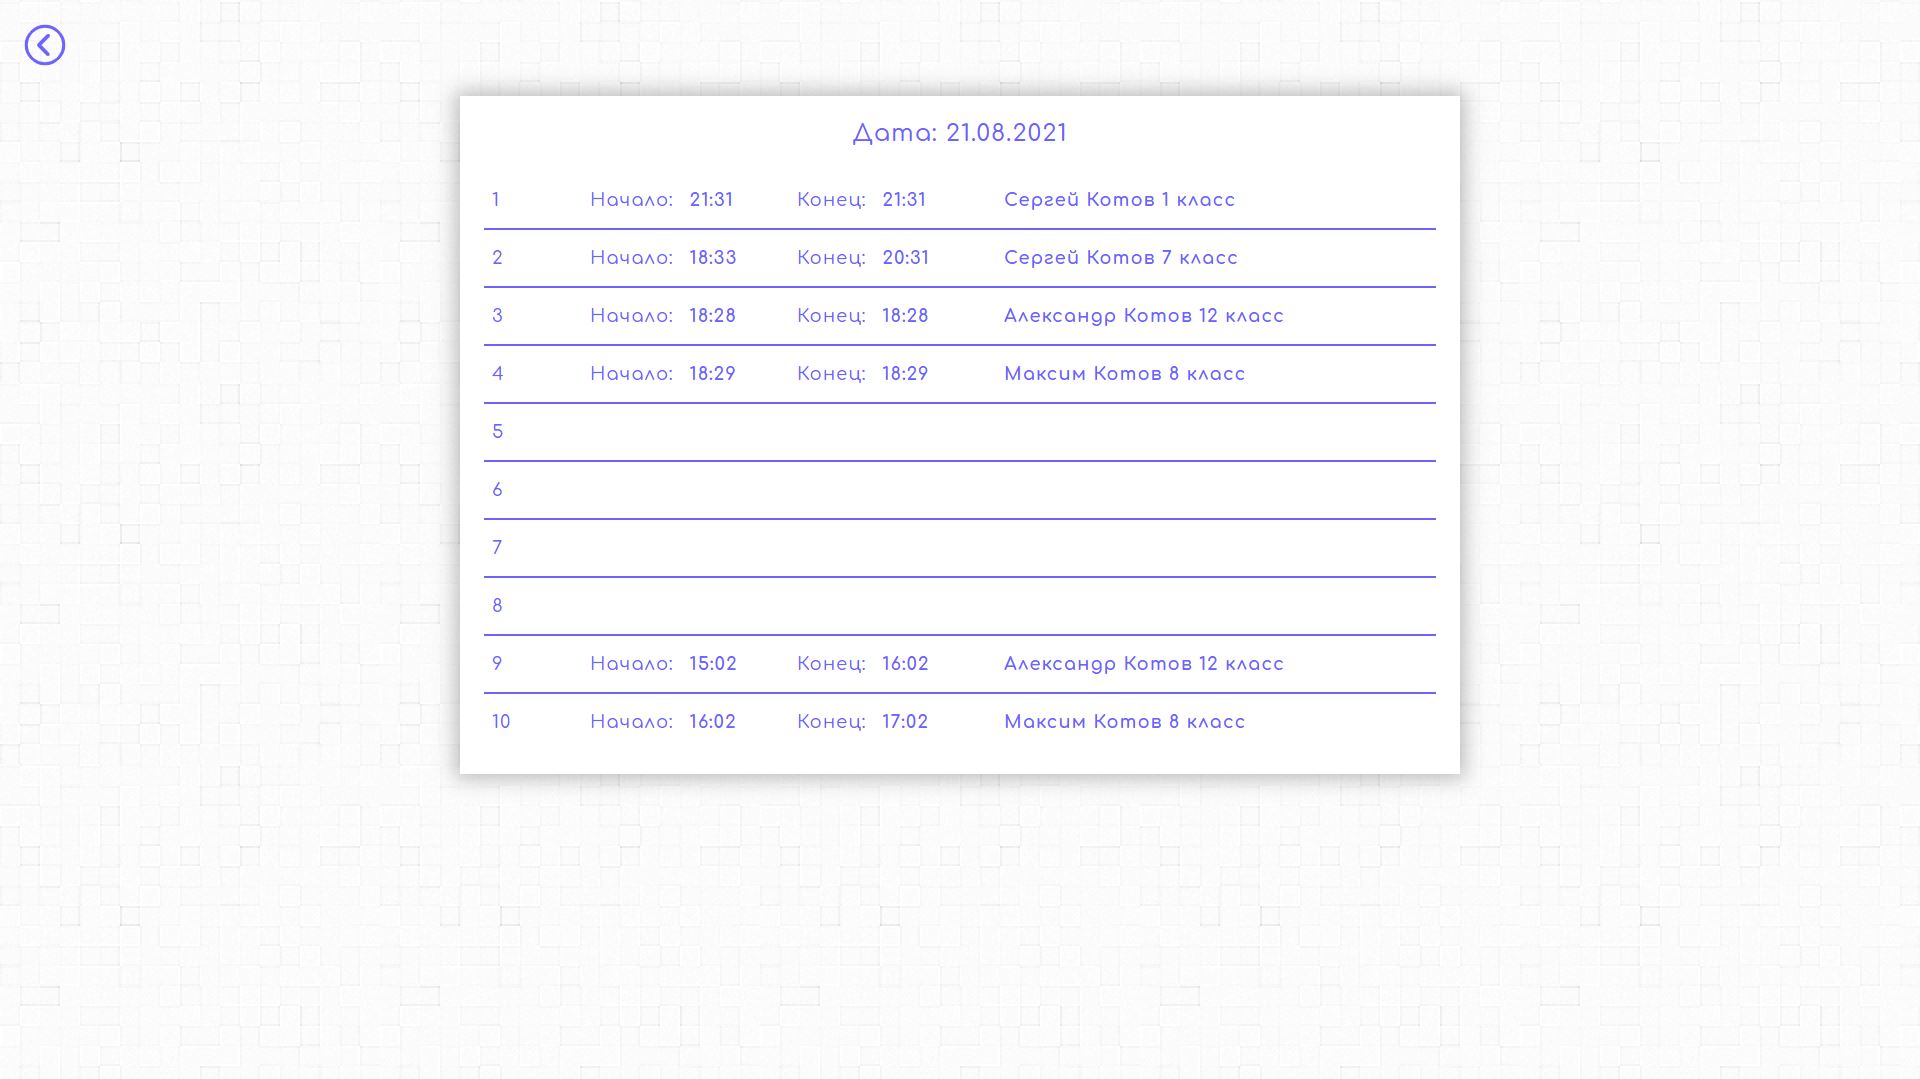 Дата: 21.08.2021
1 Начало: 21:31 Конец: 21:31 Сергей Котов 1 класс
2 Начало: 18:33 Конец: 20:31 Сергей Котов 7 класс
3 Начало: 18:28 Конец: 18:28 Александр Котов 12 класс
4 Начало: 18:29 Конец: 18:29 Максим Котов 8 класс
5
6
7
8
9 Начало: 15:02 Конец: 16:02 Александр Котов 12 класс
10 Начало: 16:02 Конец: 17:02 Максим Котов 8 класс